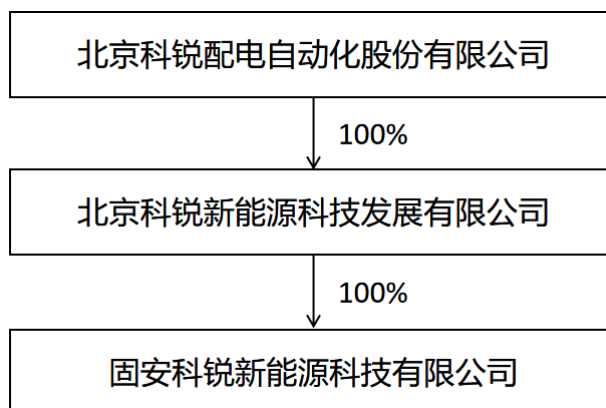 北京科锐配电自动化股份有限公司
100%
北京科锐新能源科技发展有限公司
100%
固安科锐新能源科技有限公司